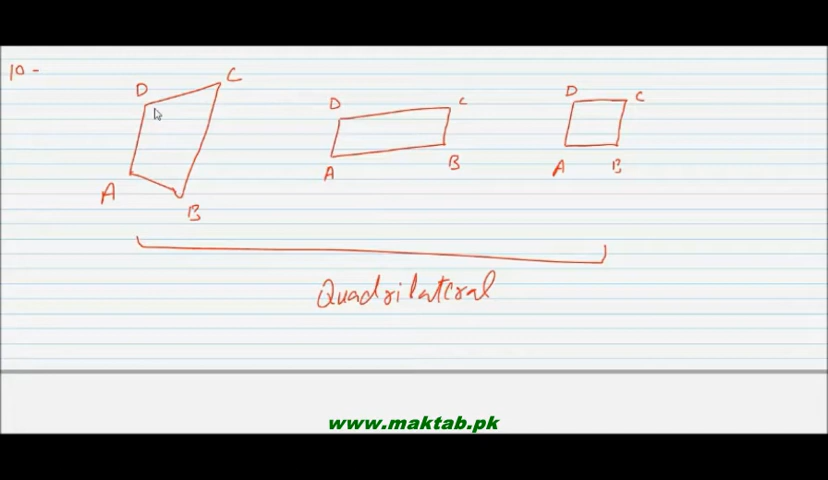 10 -
D C D C D C
A B A B A B
Quadrilateral
www.maktab.pk